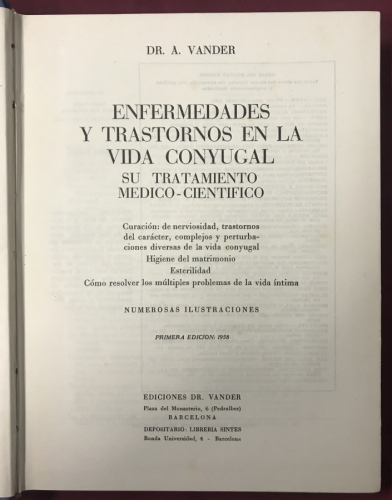 DR. A. VANDER
ENFERMEDADES
Y TRASTORNOS EN LA
VIDA CONYUGAL
SU TRATAMIENTO
MEDICO-CIENTIFICO
Curación: de nerviosidad, trastornos
del carácter, complejos y perturba-
ciones diversas de la vida conyugal
Higiene del matrimonio
Esterilidad
Cómo resolver los múltiples problemas de la vida íntima
NUMEROSAS ILUSTRACIONES
PRIMERA EDICION: 1958
EDICIONES DR. VANDER
Plaza del Monasterio, 6 (Pedralbes)
BARCELONA
DEPOSITARIO: LIBRERIA SINTES
Ronda Universidad, 4 - Barcelona